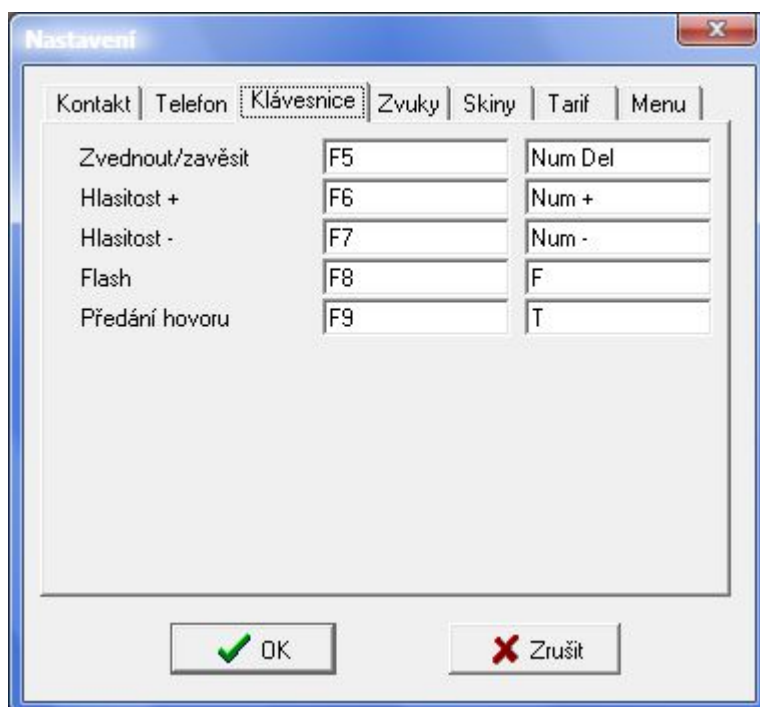 Nastavení
Kontakt Telefon Klávesnice Zvuky Skiny Tarif Menu
Zvednout/zavěsit F5 Num Del
Hlasitost + F6 Num +
Hlasitost - F7 Num -
Flash F8 F
Předání hovoru F9 T
OK Zrušit